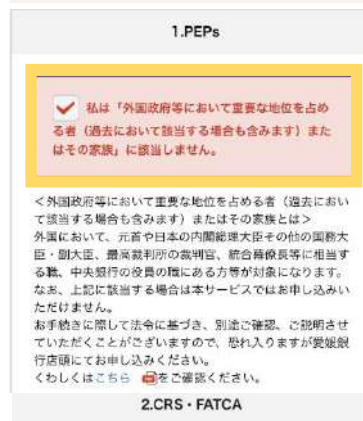 1.PEPs
私は「外国政府等において重要な地位を占め
る者（過去において該当する場合も含みます）また
はその家族」に該当しません。
＜外国政府等において重要な地位を占める者（過去におい
て該当する場合も含みます）またはその家族とは＞
外国において、元首や日本の内閣総理大臣その他の国務大
臣・副大臣、最高裁判所の裁判官、統合幕僚長等に相当す
る職、中央銀行の役員の職にある方等が対象になります。
なお、上記に該当する場合は本サービスではお申し込みい
ただけません。
お手続きに際して法令に基づき、別途ご確認、ご説明させ
ていただくことがございますので、恐れ入りますが愛媛銀
行店頭にてお申し込みください。
くわしくはこちら をご確認ください。
2.CRS・FATCA